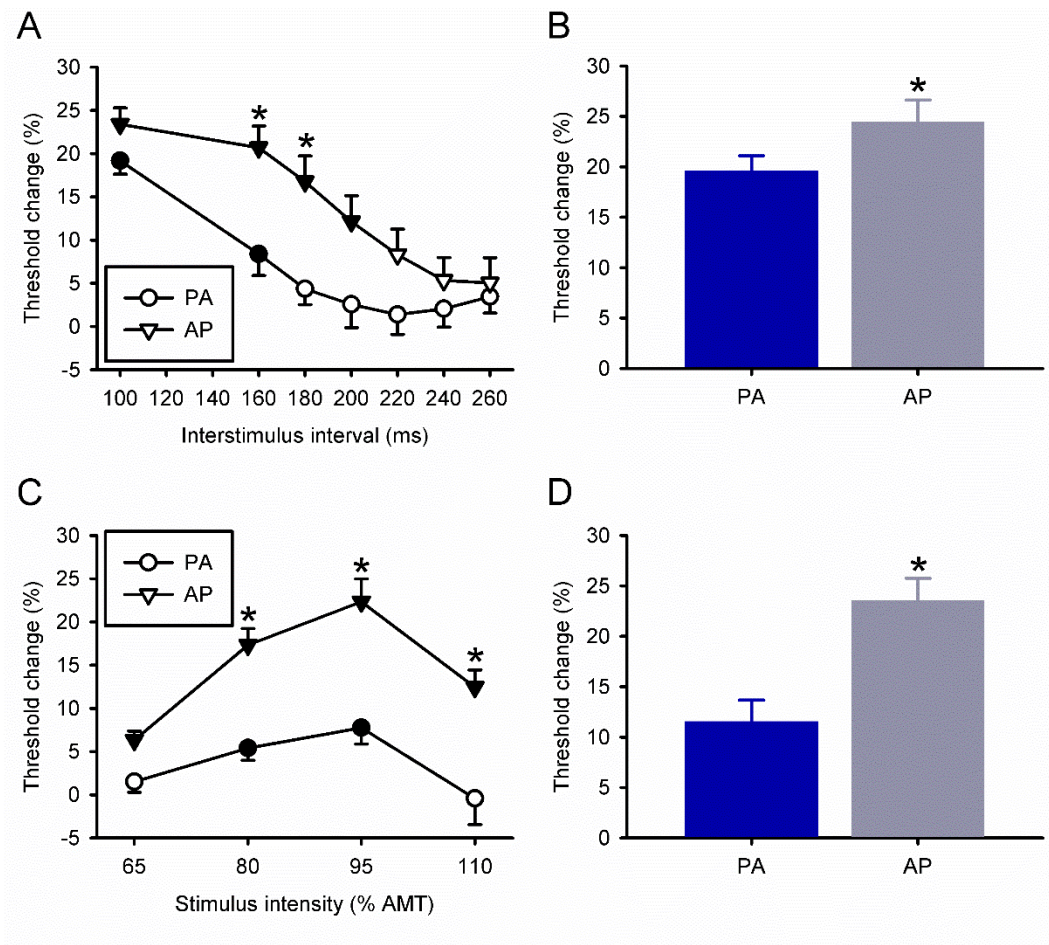 A
Threshold change (%)
30
25
20
15
10
5
0
-5
*
*
PA
AP
100 120 140 160 180 200 220 240 260
Interstimulus interval (ms)
B
Threshold change (%)
30
25
20
15
10
5
0
*
PA AP
C
Threshold change (%)
30
25
20
15
10
5
0
-5
PA
AP
*
*
*
65 80 95 110
Stimulus intensity (% AMT)
D
Threshold change (%)
30
25
20
15
10
5
0
*
PA AP